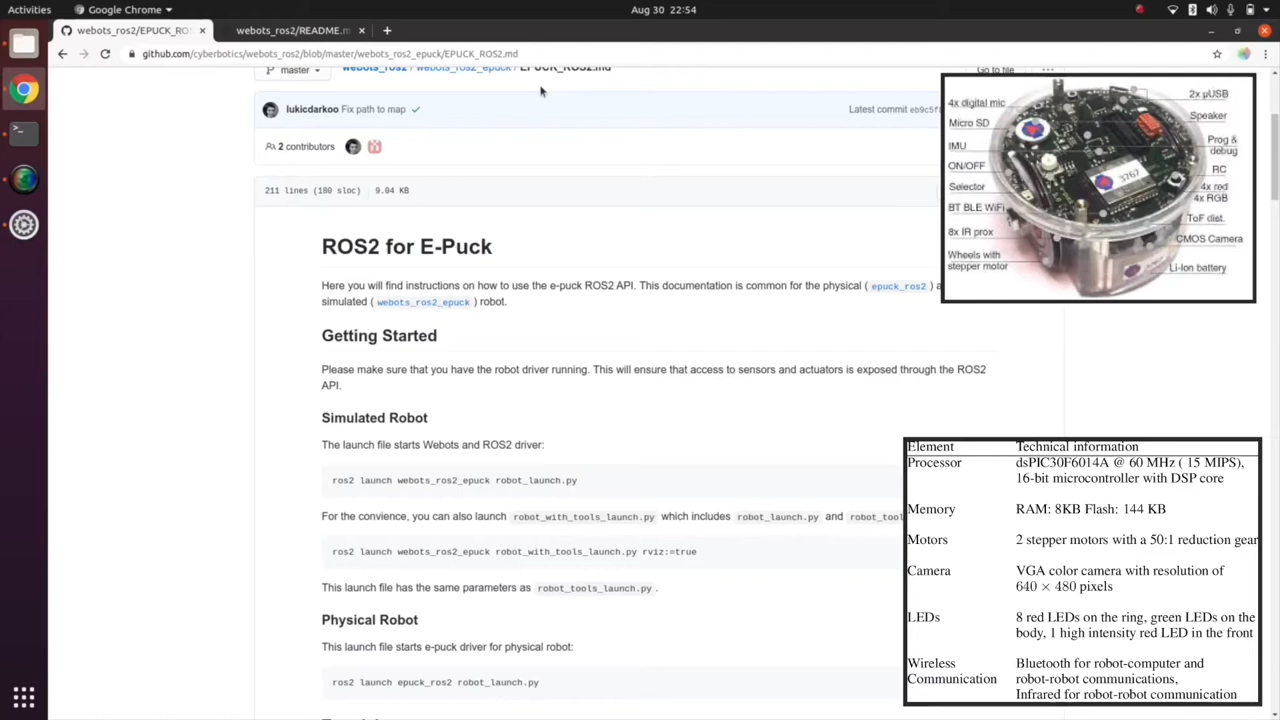 Activities
Google Chrome
Aug 30 22:54
webots_ros2/EPUCK_ROS
webots_ros2/README.m
github.com/cyberbotics/webots_ros2/blob/master/webots_ros2_epuck/EPUCK_ROS2.md
master
webots_ros2 / webots_ros2_epuck / EPUCK_ROS2.md
Go to file
lukicdarkoo Fix path to map
Latest commit eb9c5f
2 contributors
211 lines (180 sloc) 9.04 KB
ROS2 for E-Puck
Here you will find instructions on how to use the e-puck ROS2 API. This documentation is common for the physical ( epuck_ros2 ) a
simulated ( webots_ros2_epuck ) robot.
Getting Started
Please make sure that you have the robot driver running. This will ensure that access to sensors and actuators is exposed through the ROS2
API.
Simulated Robot
The launch file starts Webots and ROS2 driver:
ros2 launch webots_ros2_epuck robot_launch.py
For the convience, you can also launch robot_with_tools_launch.py which includes robot_launch.py and robot_tool
ros2 launch webots_ros2_epuck robot_with_tools_launch.py rviz:=true
This launch file has the same parameters as robot_tools_launch.py .
Physical Robot
This launch file starts e-puck driver for physical robot:
ros2 launch epuck_ros2 robot_launch.py
4x digital mic
Micro SD
IMU
ON/OFF
Selector
BT BLE WiFi
8x IR prox
Wheels with
stepper motor
2x µUSB
Speaker
Prog &
debug
RC
4x red
4x RGB
ToF dist.
CMOS Camera
Li-Ion battery
3767
Element Technical information
Processor dsPIC30F6014A @ 60 MHz ( 15 MIPS),
16-bit microcontroller with DSP core
Memory RAM: 8KB Flash: 144 KB
Motors 2 stepper motors with a 50:1 reduction gear
Camera VGA color camera with resolution of
640 × 480 pixels
LEDs 8 red LEDs on the ring, green LEDs on the
body, 1 high intensity red LED in the front
Wireless Bluetooth for robot-computer and
Communication robot-robot communications,
Infrared for robot-robot communication